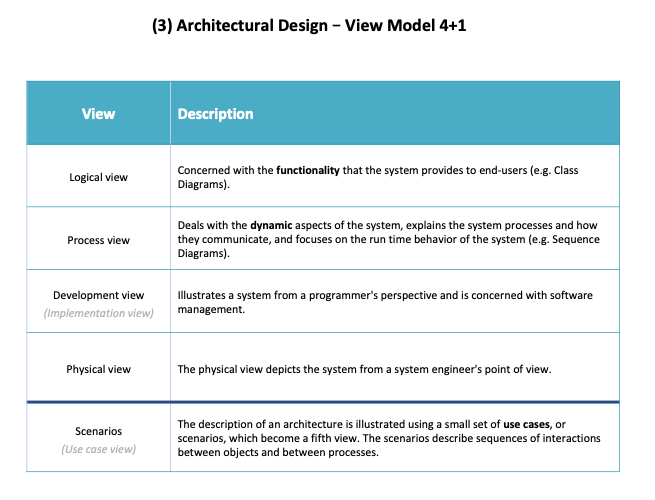 (3) Architectural Design – View Model 4+1
View
Description
Logical view
Concerned with the functionality that the system provides to end-users (e.g. Class
Diagrams).
Process view
Deals with the dynamic aspects of the system, explains the system processes and how
they communicate, and focuses on the run time behavior of the system (e.g. Sequence
Diagrams).
Development view
(Implementation view)
Illustrates a system from a programmer's perspective and is concerned with software
management.
Physical view
The physical view depicts the system from a system engineer's point of view.
Scenarios
(Use case view)
The description of an architecture is illustrated using a small set of use cases, or
scenarios, which become a fifth view. The scenarios describe sequences of interactions
between objects and between processes.